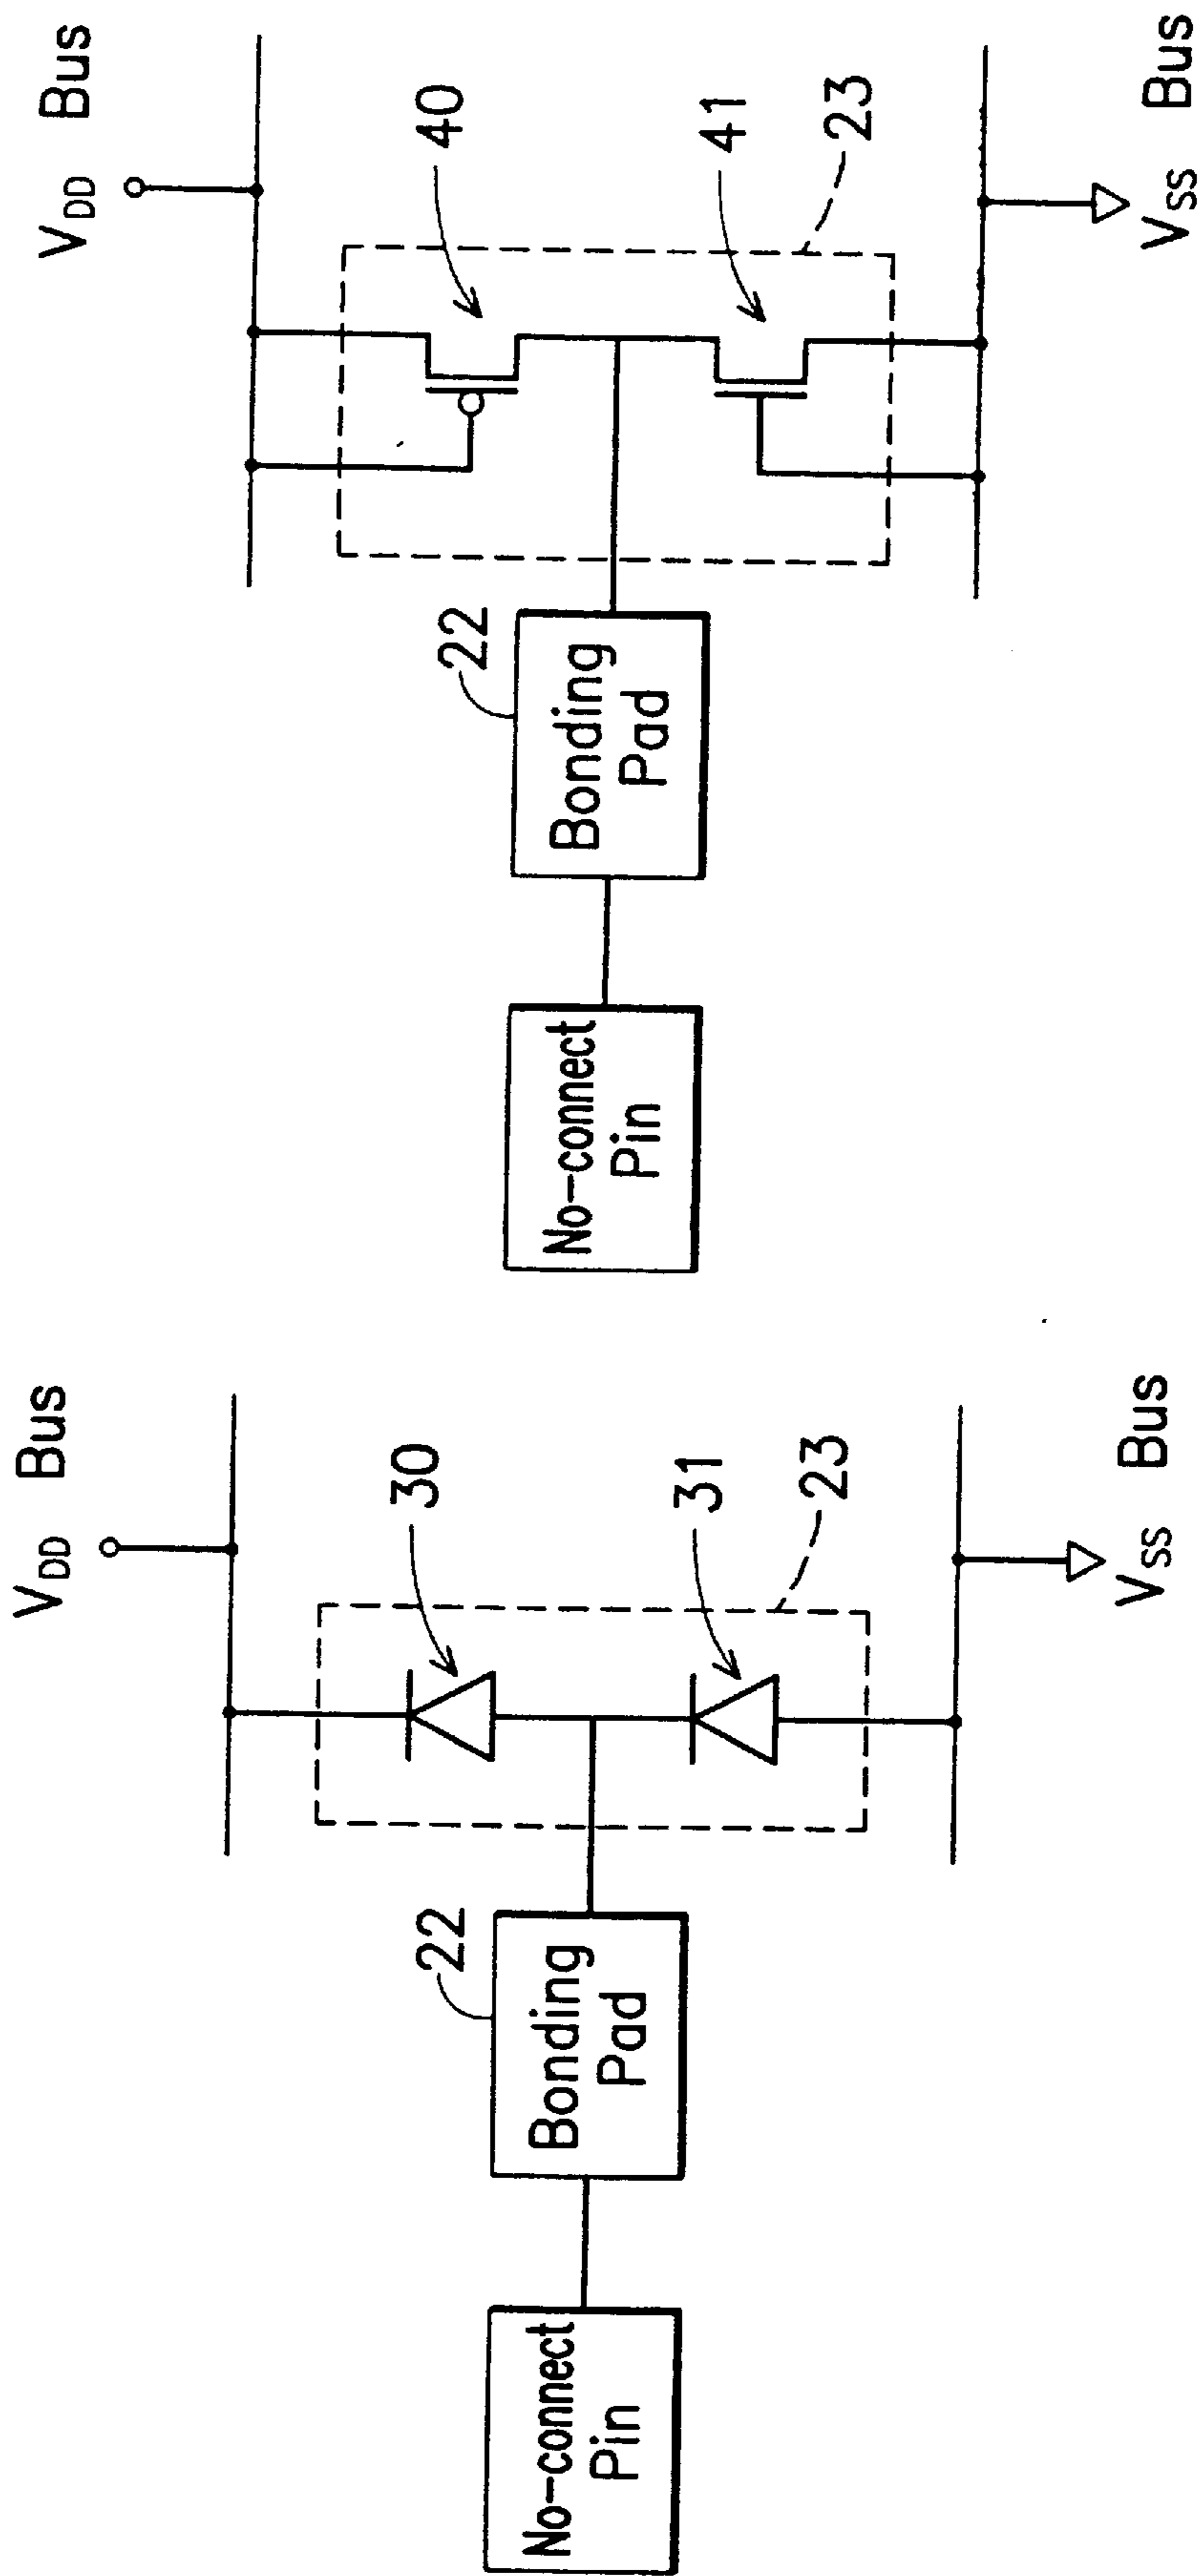 V_DD Bus
30
31
23
22
Bonding
Pad
No-connect
Pin
V_SS Bus
V_DD Bus
40
41
23
22
Bonding
Pad
No-connect
Pin
V_SS Bus